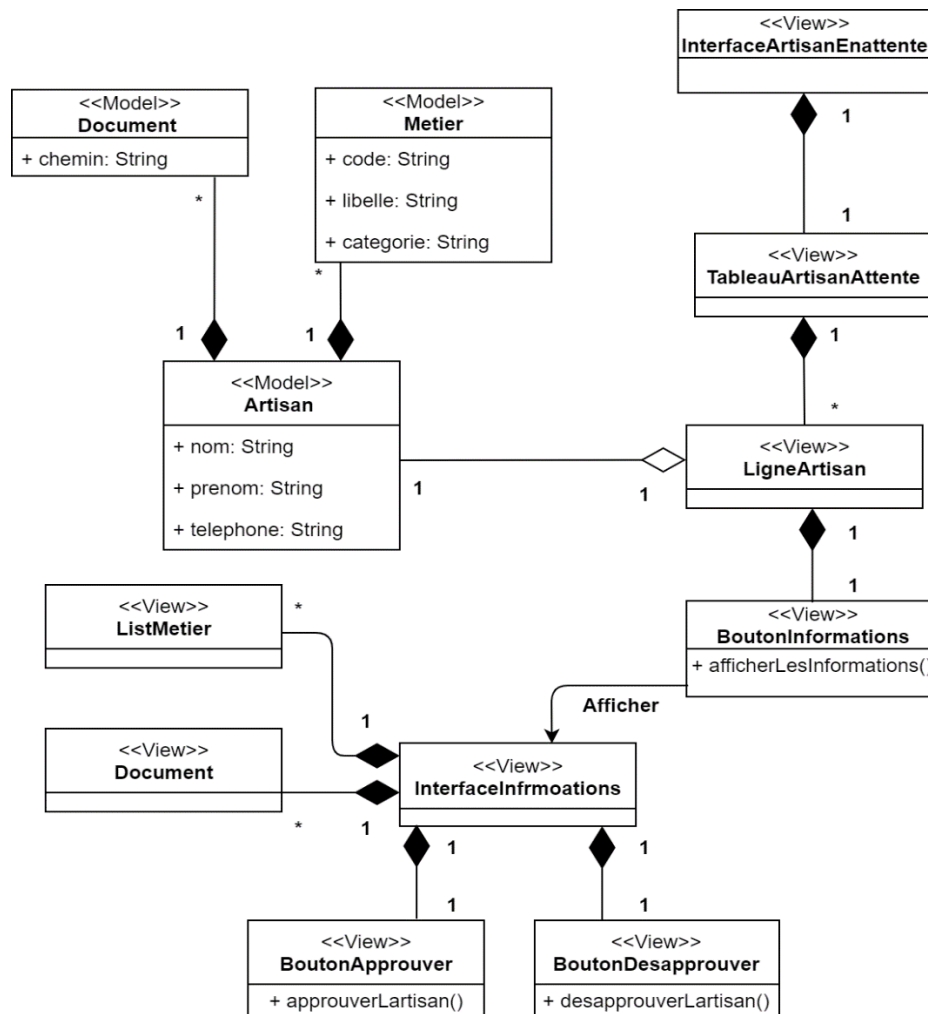 <<View>>
InterfaceArtisanEnattente
1
<<Model>>
Document
+ chemin: String
<<Model>>
Metier
+ code: String
+ libelle: String
+ categorie: String
*
*
1
1
1
<<View>>
TableauArtisanAttente
1
*
<<Model>>
Artisan
+ nom: String
+ prenom: String
+ telephone: String
1
1
<<View>>
LigneArtisan
1
1
<<View>>
BoutonInformations
+ afficherLesInformations()
Afficher
<<View>>
ListMetier
*
1
<<View>>
Document
*
1
<<View>>
InterfaceInfrmoations
1
1
1
1
<<View>>
BoutonApprouver
+ approuverLartisan()
<<View>>
BoutonDesapprouver
+ desapprouverLartisan()